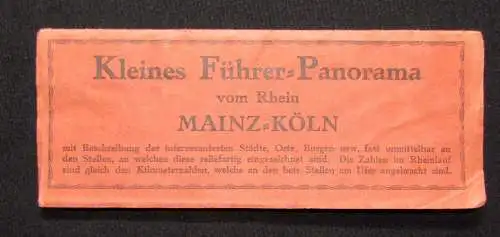 Kleines Führer=Panorama
vom Rhein
MAINZ=KÖLN
mit Beschreibung der interessantesten Städte, Orte, Burgen usw. fast unmittelbar an
den Stellen, an welchen diese reliefartig eingezeichnet sind. Die Zahlen im Rheinlauf
sind gleich den Kilometerzahlen, welche an den betr. Stellen am Ufer angebracht sind.